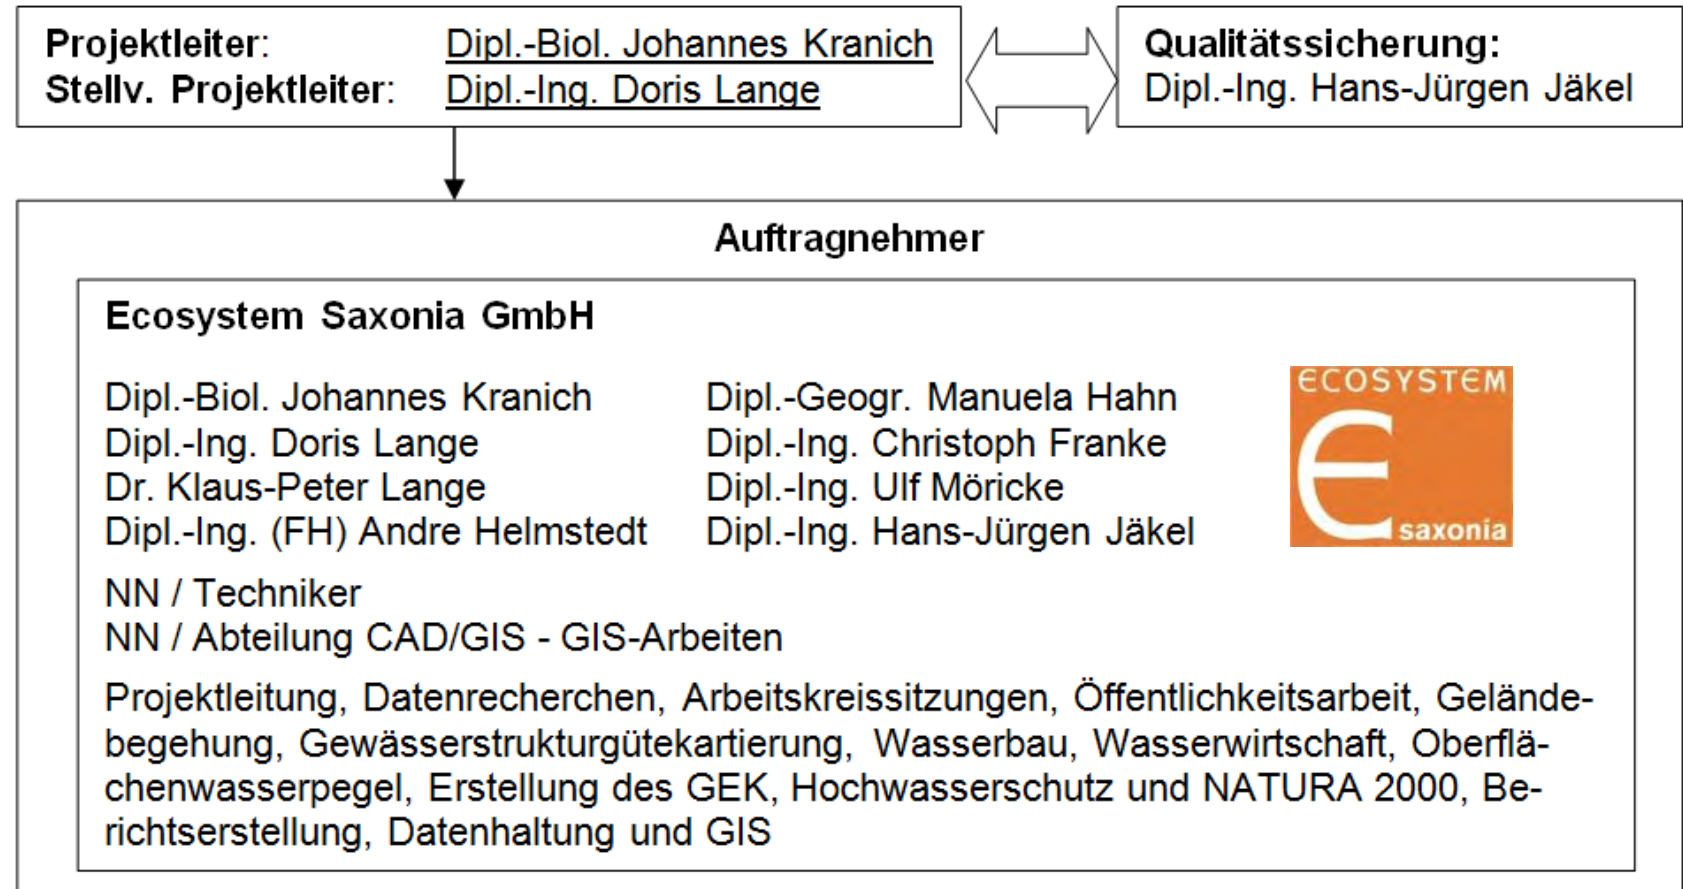 Projektleiter: Dipl.-Biol. Johannes Kranich
Stellv. Projektleiter: Dipl.-Ing. Doris Lange
Qualitätssicherung:
Dipl.-Ing. Hans-Jürgen Jäkel
Auftragnehmer
Ecosystem Saxonia GmbH
Dipl.-Biol. Johannes Kranich
Dipl.-Ing. Doris Lange
Dr. Klaus-Peter Lange
Dipl.-Ing. (FH) Andre Helmstedt
Dipl.-Geogr. Manuela Hahn
Dipl.-Ing. Christoph Franke
Dipl.-Ing. Ulf Möricke
Dipl.-Ing. Hans-Jürgen Jäkel
ECOSYSTEM
E
saxonia
NN / Techniker
NN / Abteilung CAD/GIS - GIS-Arbeiten
Projektleitung, Datenrecherchen, Arbeitskreissitzungen, Öffentlichkeitsarbeit, Gelände-
begehung, Gewässerstrukturgütekartierung, Wasserbau, Wasserwirtschaft, Oberflä-
chenwasserpegel, Erstellung des GEK, Hochwasserschutz und NATURA 2000, Be-
richtserstellung, Datenhaltung und GIS